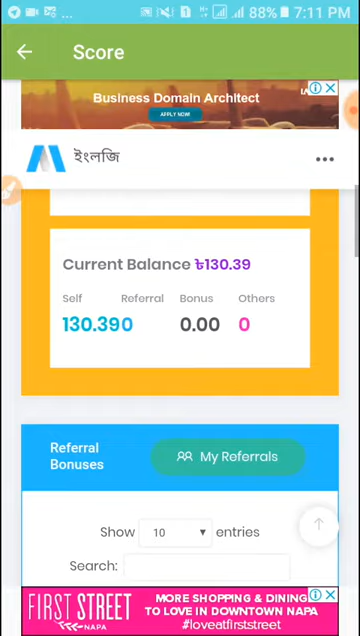 88% 7:11 PM
Score
Business Domain Architect
APPLY NOW!
ইংলজি
Current Balance ৳130.39
Self Referral Bonus Others
130.390 0.00 0
Referral Bonuses
My Referrals
Show 10 entries
Search:
FIRST STREET
NAPA
MORE SHOPPING & DINING
TO LOVE IN DOWNTOWN NAPA
#loveatfirststreet